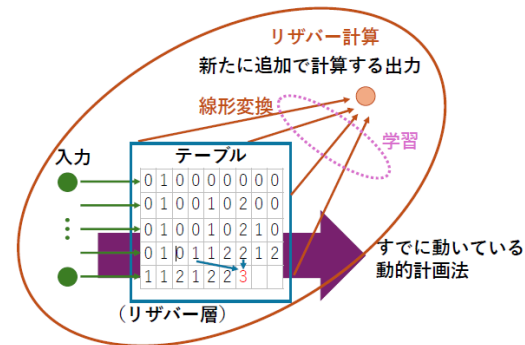 リザバー計算
新たに追加で計算する出力
線形変換
学習
入力
テーブル
0 1 0 0 0 0 0 0 0
0 1 0 0 1 0 2 0 0
0 1 0 0 1 0 2 1 0
0 1 0 1 1 2 2 1 2
1 1 2 1 2 2 3
すでに動いている
動的計画法
(リザバー層)